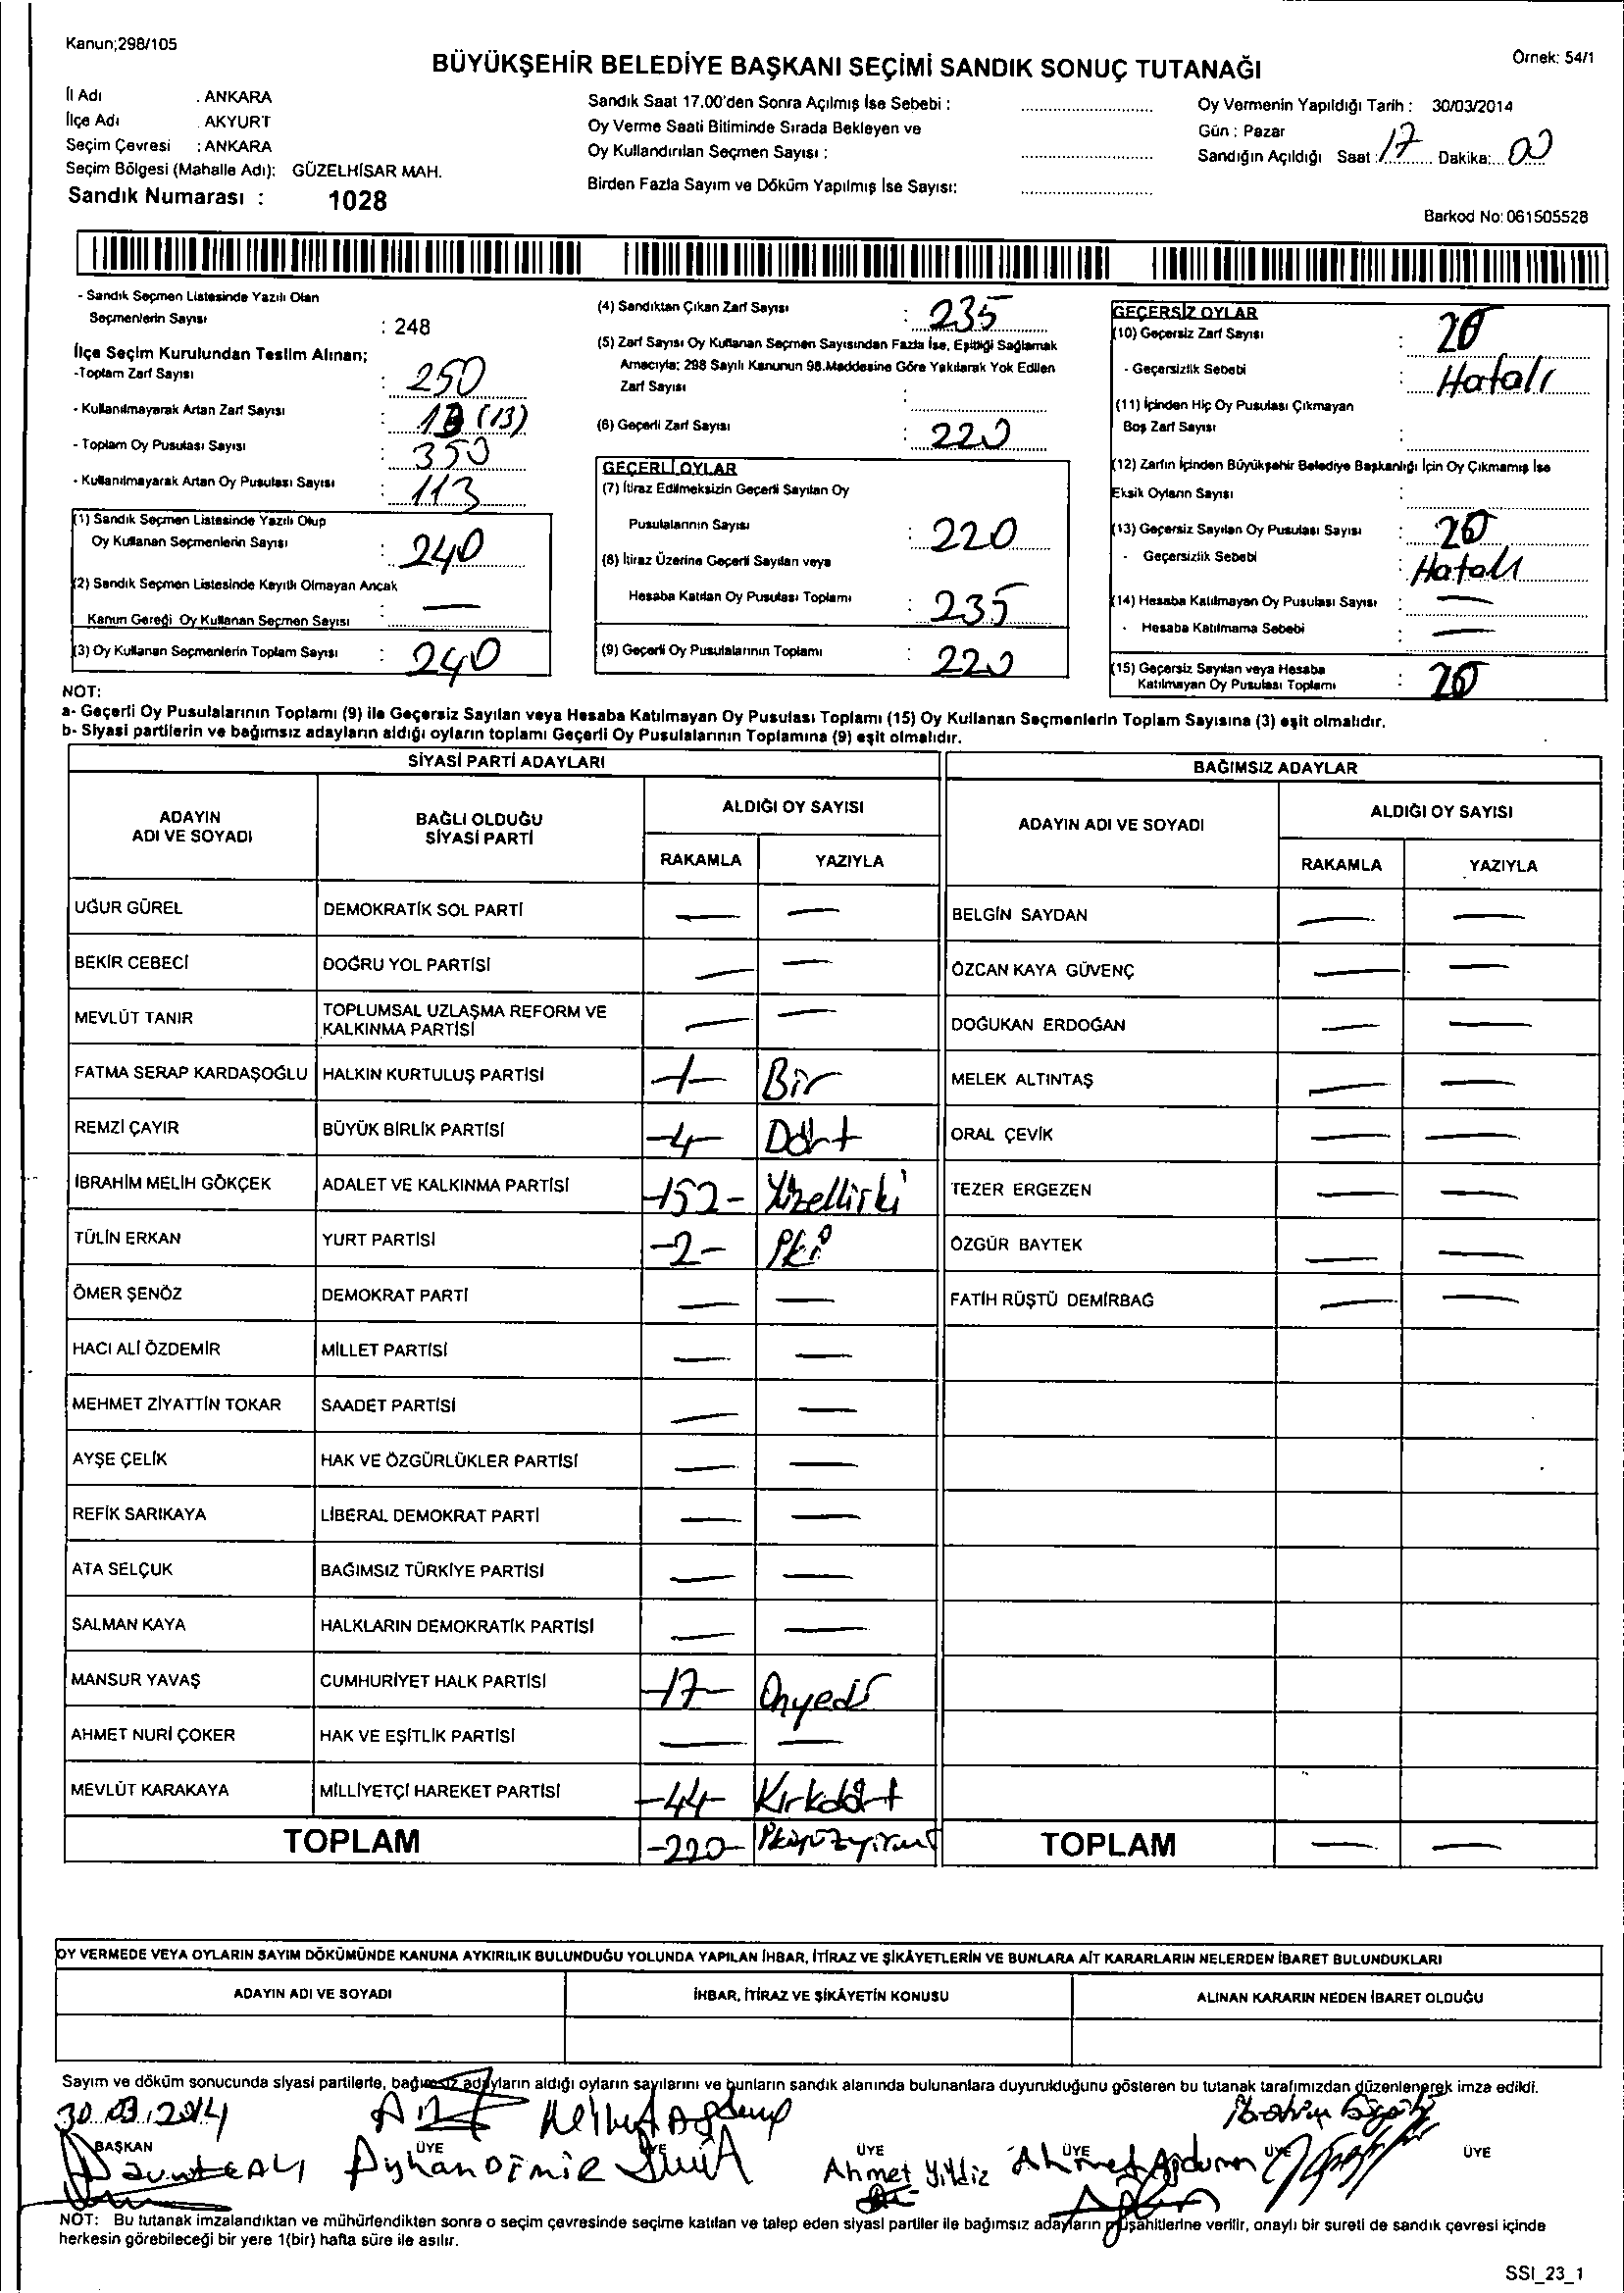 Kanun;298/105
Örnek: 54/1
BÜYÜKŞEHİR BELEDİYE BAŞKANI SEÇİMİ SANDIK SONUÇ TUTANAĞI
İl Adı : ANKARA
İlçe Adı : AKYURT
Seçim Çevresi : ANKARA
Seçim Bölgesi (Mahalle Adı): GÜZELHİSAR MAH.
Sandık Numarası : 1028
Sandık Saat 17.00'den Sonra Açılmış İse Sebebi :
Oy Verme Saati Bitiminde Sırada Bekleyen ve
Oy Kullandırılan Seçmen Sayısı :
Birden Fazla Sayım ve Döküm Yapılmış İse Sayısı:
Oy Vermenin Yapıldığı Tarih : 30/03/2014
Gün : Pazar
Sandığın Açıldığı Saat : 17 Dakika: 00
Barkod No: 061505528
- Sandık Seçmen Listesinde Yazılı Olan
Seçmenlerin Sayısı : 248
İlçe Seçim Kurulundan Teslim Alınan;
-Toplam Zarf Sayısı : 250
- Kullanılmayarak Artan Zarf Sayısı : 13 (13)
- Toplam Oy Pusulası Sayısı : 350
- Kullanılmayarak Artan Oy Pusulası Sayısı : 113
(1) Sandık Seçmen Listesinde Yazılı Olup
Oy Kullanan Seçmenlerin Sayısı : 240
(2) Sandık Seçmen Listesinde Kayıtlı Olmayan Ancak
Kanun Gereği Oy Kullanan Seçmen Sayısı : —
(3) Oy Kullanan Seçmenlerin Toplam Sayısı : 240
(4) Sandıktan Çıkan Zarf Sayısı : 235
(5) Zarf Sayısı Oy Kullanan Seçmen Sayısından Fazla İse, Eşitliği Sağlamak
Amacıyla; 298 Sayılı Kanunun 98.Maddesine Göre Yakılarak Yok Edilen
Zarf Sayısı :
(6) Geçerli Zarf Sayısı : 220
GEÇERLİ OYLAR
(7) İtiraz Edilmeksizin Geçerli Sayılan Oy
Pusulalarının Sayısı : 220
(8) İtiraz Üzerine Geçerli Sayılan veya
Hesaba Katılan Oy Pusulası Toplamı : 235
(9) Geçerli Oy Pusulalarının Toplamı : 220
GEÇERSİZ OYLAR
(10) Geçersiz Zarf Sayısı : 20
- Geçersizlik Sebebi : Hatalı
(11) İçinden Hiç Oy Pusulası Çıkmayan
Boş Zarf Sayısı :
(12) Zarfın İçinden Büyükşehir Belediye Başkanlığı İçin Oy Çıkmamış İse
Eksik Oyların Sayısı :
(13) Geçersiz Sayılan Oy Pusulası Sayısı : 20
- Geçersizlik Sebebi : Hatalı
(14) Hesaba Katılmayan Oy Pusulası Sayısı : —
- Hesaba Katılmama Sebebi : —
(15) Geçersiz Sayılan veya Hesaba
Katılmayan Oy Pusulası Toplamı : 20
NOT:
a- Geçerli Oy Pusulalarının Toplamı (9) ile Geçersiz Sayılan veya Hesaba Katılmayan Oy Pusulası Toplamı (15) Oy Kullanan Seçmenlerin Toplam Sayısına (3) eşit olmalıdır.
b- Siyasi partilerin ve bağımsız adayların aldığı oyların toplamı Geçerli Oy Pusulalarının Toplamına (9) eşit olmalıdır.
SİYASİ PARTİ ADAYLARI
ADAYIN ADI VE SOYADI
BAĞLI OLDUĞU SİYASİ PARTİ
ALDIĞI OY SAYISI
RAKAMLA YAZIYLA
UĞUR GÜREL DEMOKRATİK SOL PARTİ — —
BEKİR CEBECİ DOĞRU YOL PARTİSİ — —
MEVLÜT TANIR TOPLUMSAL UZLAŞMA REFORM VE KALKINMA PARTİSİ — —
FATMA SERAP KARDAŞOĞLU HALKIN KURTULUŞ PARTİSİ -1- Bir
REMZİ ÇAYIR BÜYÜK BİRLİK PARTİSİ -4- Dört
İBRAHİM MELİH GÖKÇEK ADALET VE KALKINMA PARTİSİ -152- Yüzelliiki
TÜLİN ERKAN YURT PARTİSİ -2- İki
ÖMER ŞENÖZ DEMOKRAT PARTİ — —
HACI ALİ ÖZDEMİR MİLLET PARTİSİ — —
MEHMET ZİYATTİN TOKAR SAADET PARTİSİ — —
AYŞE ÇELİK HAK VE ÖZGÜRLÜKLER PARTİSİ — —
REFİK SARIKAYA LİBERAL DEMOKRAT PARTİ — —
ATA SELÇUK BAĞIMSIZ TÜRKİYE PARTİSİ — —
SALMAN KAYA HALKLARIN DEMOKRATİK PARTİSİ — —
MANSUR YAVAŞ CUMHURİYET HALK PARTİSİ -17- Onyedi
AHMET NURİ ÇOKER HAK VE EŞİTLİK PARTİSİ — —
MEVLÜT KARAKAYA MİLLİYETÇİ HAREKET PARTİSİ -44- Kırkdört
TOPLAM -220- İkiyüzyirmi
BAĞIMSIZ ADAYLAR
ADAYIN ADI VE SOYADI
ALDIĞI OY SAYISI
RAKAMLA YAZIYLA
BELGİN SAYDAN — —
ÖZCAN KAYA GÜVENÇ — —
DOĞUKAN ERDOĞAN — —
MELEK ALTINTAŞ — —
ORAL ÇEVİK — —
TEZER ERGEZEN — —
ÖZGÜR BAYTEK — —
FATİH RÜŞTÜ DEMİRBAĞ — —
TOPLAM — —
OY VERMEDE VEYA OYLARIN SAYIM DÖKÜMÜNDE KANUNA AYKIRILIK BULUNDUĞU YOLUNDA YAPILAN İHBAR, İTİRAZ VE ŞİKÂYETLERİN VE BUNLARA AİT KARARLARIN NELERDEN İBARET BULUNDUKLARI
ADAYIN ADI VE SOYADI İHBAR, İTİRAZ VE ŞİKÂYETİN KONUSU ALINAN KARARIN NEDEN İBARET OLDUĞU
Sayım ve döküm sonucunda siyasi partilerle, bağımsız adayların aldığı oyların sayılarını ve bunların sandık alanında bulunanlara duyurulduğunu gösteren bu tutanak tarafımızdan düzenlenerek imza edildi.
30.03.2014
BAŞKAN ÜYE ÜYE ÜYE ÜYE ÜYE ÜYE
Ahmet Yıldız
NOT: Bu tutanak imzalandıktan ve mühürlendikten sonra o seçim çevresinde seçime katılan ve talep eden siyasi partiler ile bağımsız adayların müşahitlerine verilir, onaylı bir sureti de sandık çevresi içinde
herkesin görebileceği bir yere 1(bir) hafta süre ile asılır.
SSI_23_1